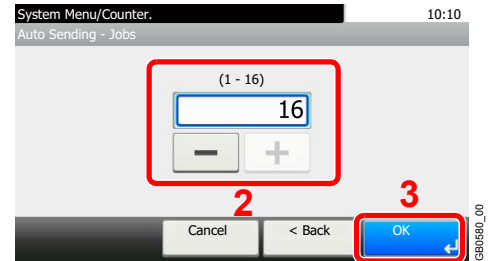 System Menu/Counter. 10:10
Auto Sending - Jobs
(1 - 16)
16
2
3
Cancel < Back OK
GB0580_00